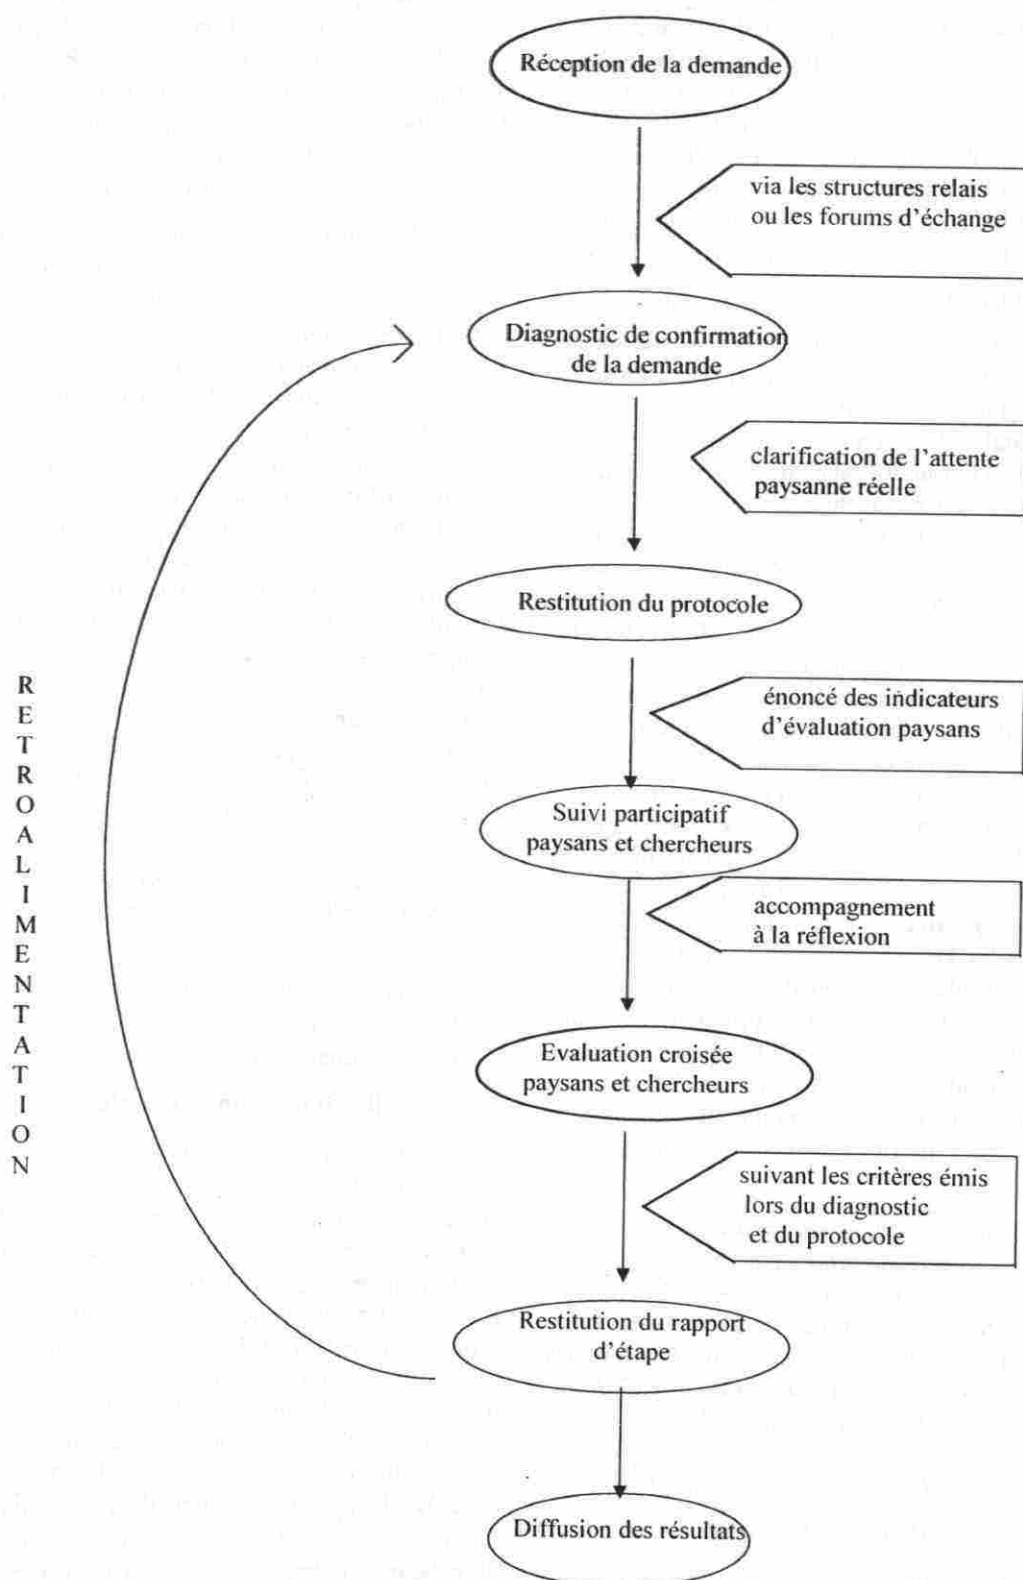 Réception de la demande
via les structures relais
ou les forums d'échange
Diagnostic de confirmation
de la demande
clarification de l'attente
paysanne réelle
Restitution du protocole
énoncé des indicateurs
d'évaluation paysans
Suivi participatif
paysans et chercheurs
accompagnement
à la réflexion
Evaluation croisée
paysans et chercheurs
suivant les critères émis
lors du diagnostic
et du protocole
Restitution du rapport
d'étape
Diffusion des résultats
R
E
T
R
O
A
L
I
M
E
N
T
A
T
I
O
N